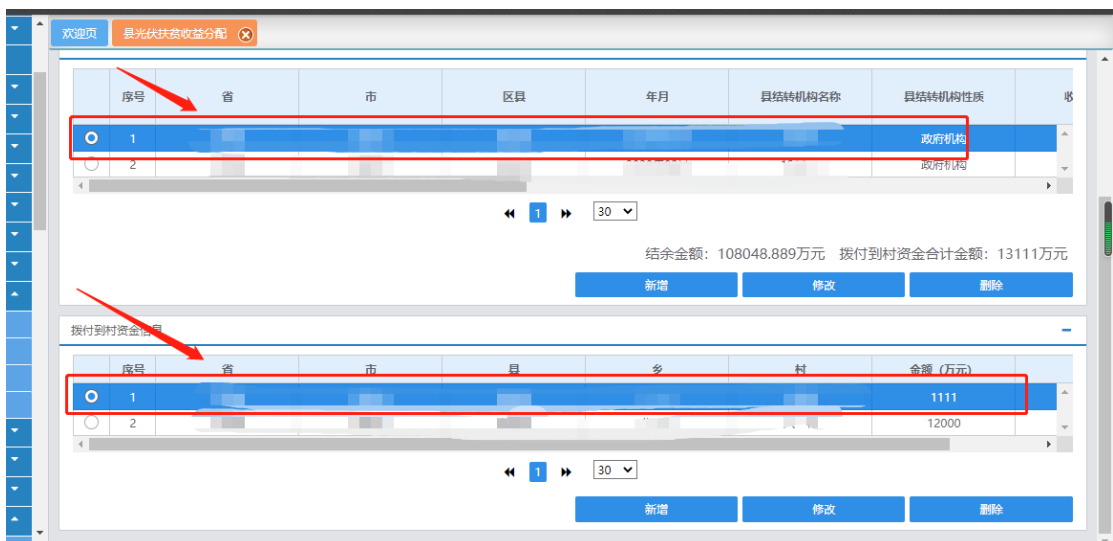 欢迎页 县光伏扶贫收益分配
序号 省 市 区县 年月 县结转机构名称 县结转机构性质
1 政府机构
2 政府机构
1 30
结余金额：108048.889万元 拨付到村资金合计金额：13111万元
新增 修改 删除
拨付到村资金信息
序号 省 市 县 乡 村 金额（万元）
1 1111
2 12000
1 30
新增 修改 删除